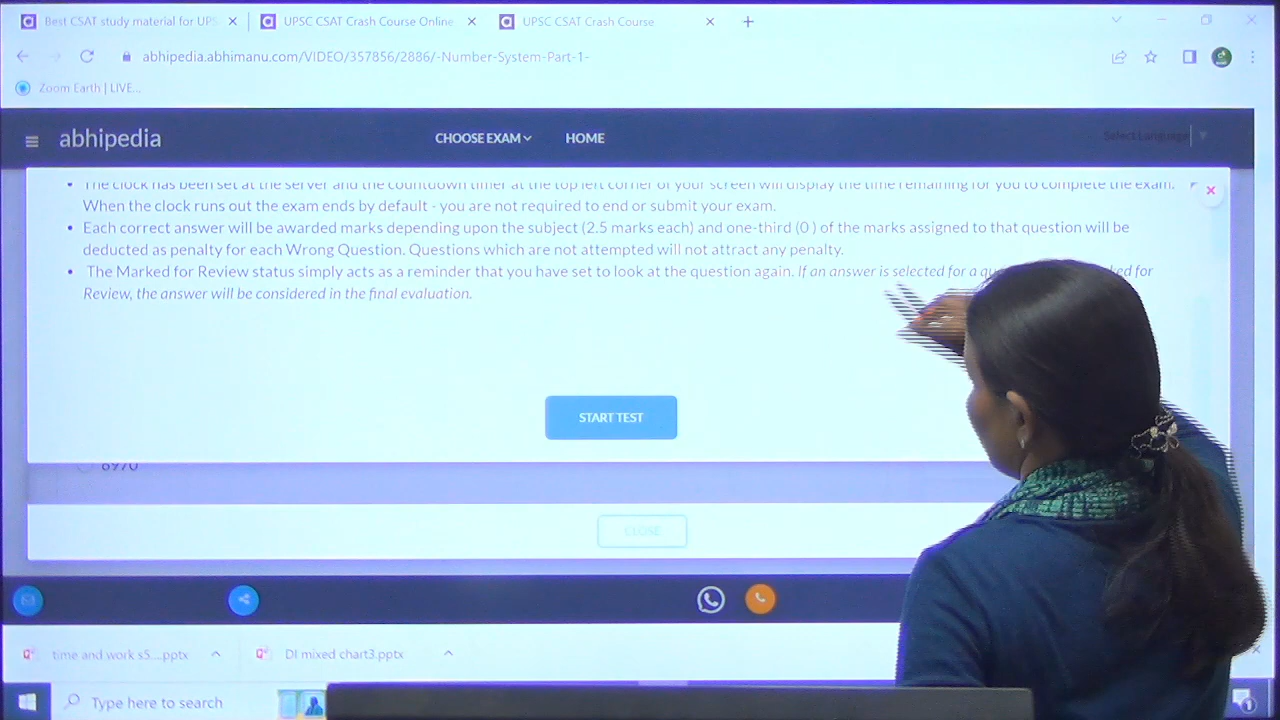 Best CSAT study material for UPS
UPSC CSAT Crash Course Online
UPSC CSAT Crash Course
abhipedia.abhimanu.com/VIDEO/357856/2886/-Number-System-Part-1-
Zoom Earth | LIVE...
abhipedia
CHOOSE EXAM
HOME
Select Language
• The clock has been set at the server and the countdown timer at the top left corner of your screen will display the time remaining for you to complete the exam.
When the clock runs out the exam ends by default - you are not required to end or submit your exam.
• Each correct answer will be awarded marks depending upon the subject (2.5 marks each) and one-third (0 ) of the marks assigned to that question will be
deducted as penalty for each Wrong Question. Questions which are not attempted will not attract any penalty.
• The Marked for Review status simply acts as a reminder that you have set to look at the question again. If an answer is selected for a for
Review, the answer will be considered in the final evaluation.
START TEST
6970
CLOSE
time and work s5....pptx
DI mixed chart3.pptx
Type here to search
1